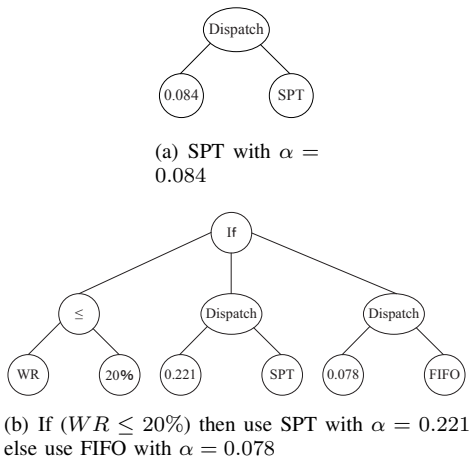 Dispatch
0.084 SPT
(a) SPT with α =
0.084
If
≤ Dispatch Dispatch
WR 20% 0.221 SPT 0.078 FIFO
(b) If (WR ≤ 20%) then use SPT with α = 0.221
else use FIFO with α = 0.078